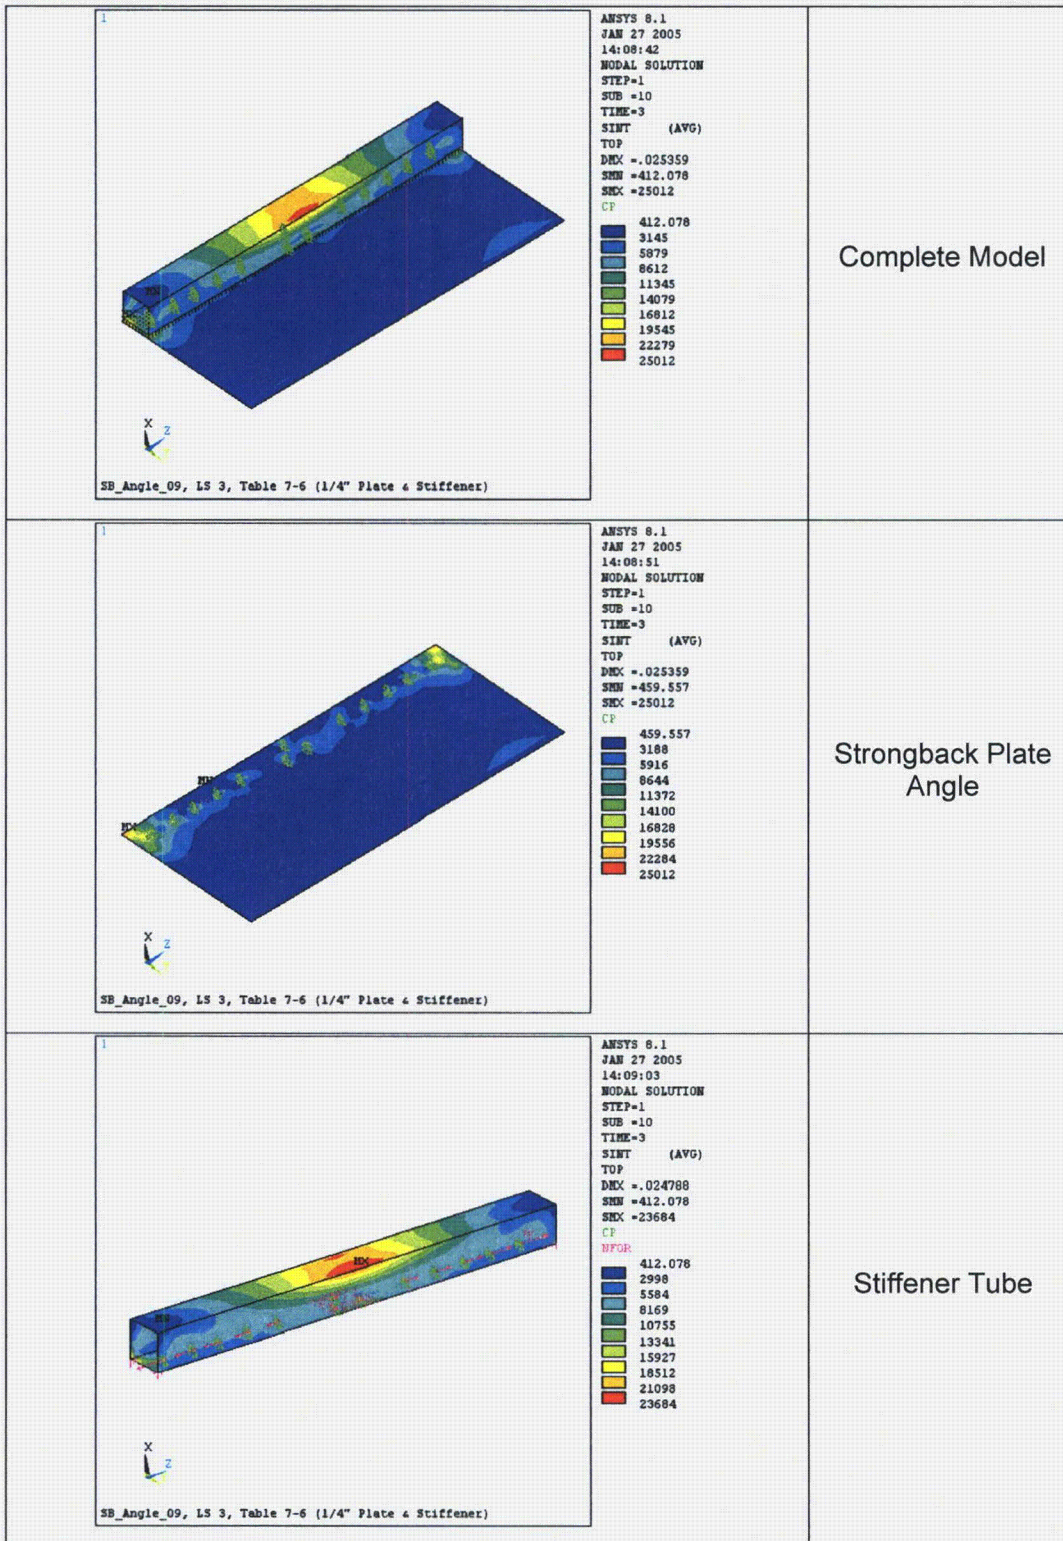 1
ANSYS 8.1
JAN 27 2005
14:08:42
NODAL SOLUTION
STEP=1
SUB =10
TIME=3
SINT (AVG)
TOP
DMX =.025359
SMN =412.078
SMX =25012
CP
412.078
3145
5879
8612
11345
14079
16812
19545
22279
25012
X
Z
SB_Angle_09, LS 3, Table 7-6 (1/4" Plate & Stiffener)
Complete Model
1
ANSYS 8.1
JAN 27 2005
14:08:51
NODAL SOLUTION
STEP=1
SUB =10
TIME=3
SINT (AVG)
TOP
DMX =.025359
SMN =459.557
SMX =25012
CP
459.557
3188
5916
8644
11372
14100
16828
19556
22284
25012
MX
X
Z
SB_Angle_09, LS 3, Table 7-6 (1/4" Plate & Stiffener)
Strongback Plate
Angle
1
ANSYS 8.1
JAN 27 2005
14:09:03
NODAL SOLUTION
STEP=1
SUB =10
TIME=3
SINT (AVG)
TOP
DMX =.024788
SMN =412.078
SMX =23684
CP
NFOR
412.078
2998
5584
8169
10755
13341
15927
18512
21098
23684
MX
X
Z
SB_Angle_09, LS 3, Table 7-6 (1/4" Plate & Stiffener)
Stiffener Tube